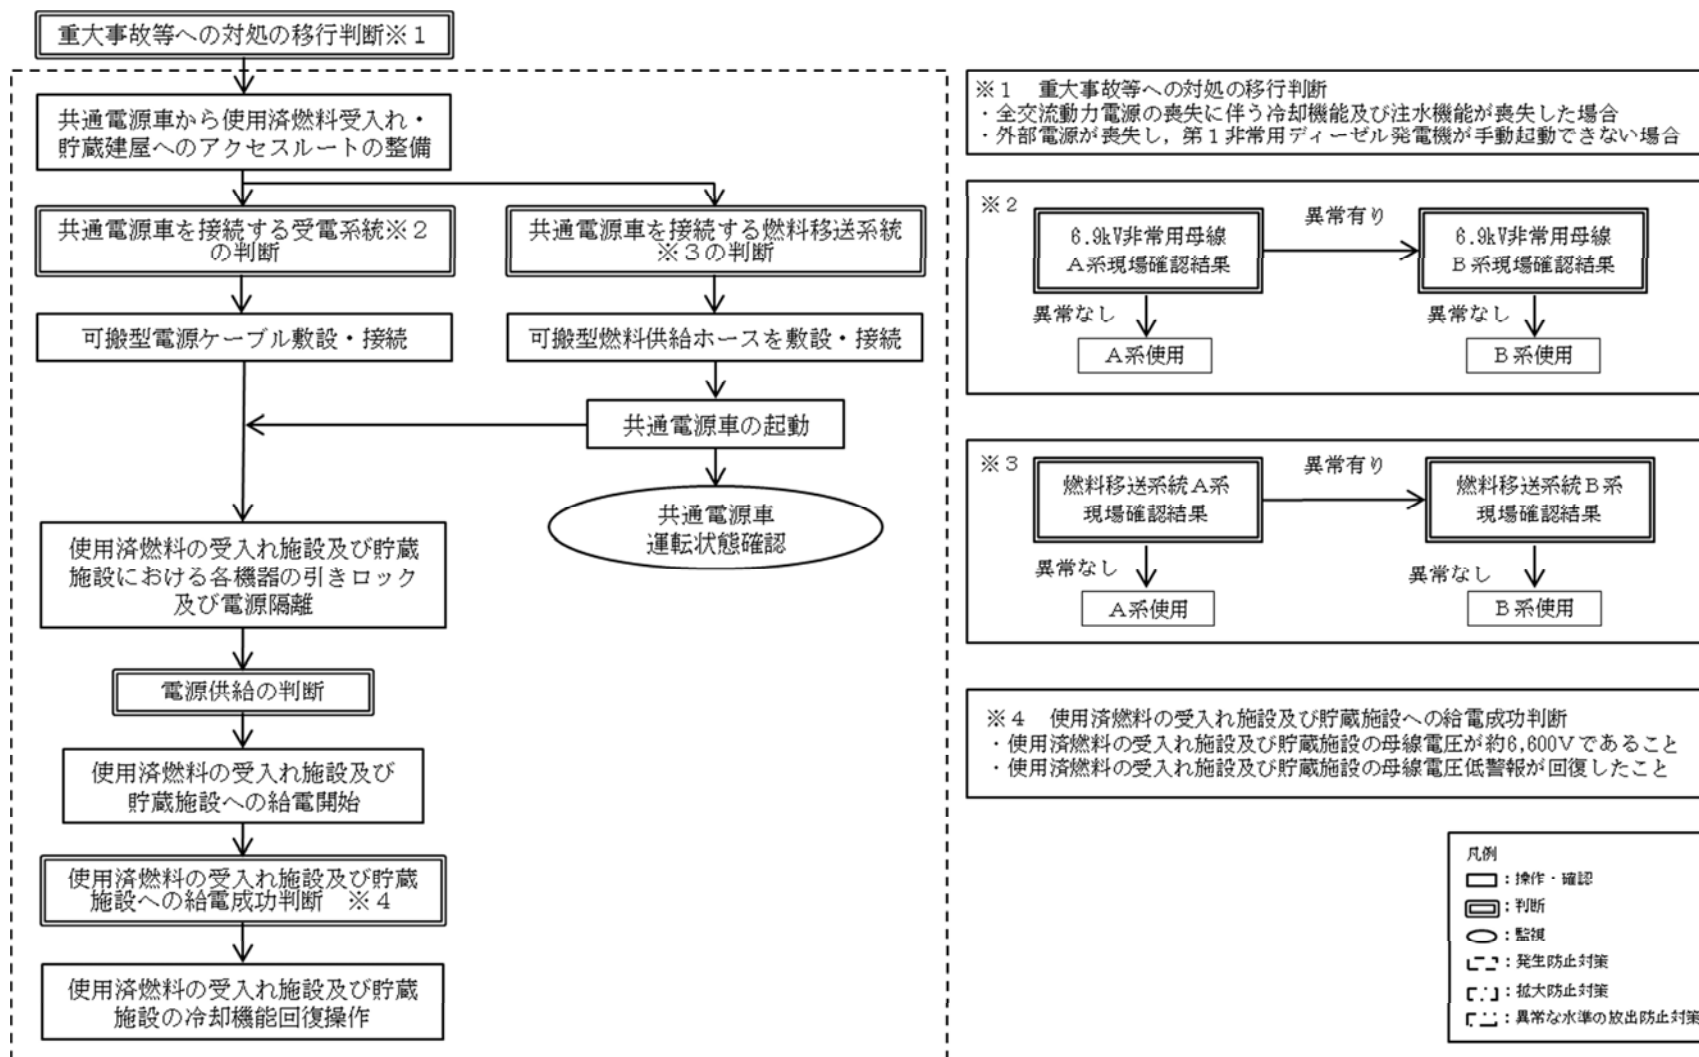 重大事故等への対処の移行判断※1
共通電源車から使用済燃料受入れ・
貯蔵建屋へのアクセスルートの整備
共通電源車を接続する受電系統※2
の判断
共通電源車を接続する燃料移送系統
※3の判断
可搬型電源ケーブル敷設・接続
可搬型燃料供給ホースを敷設・接続
共通電源車の起動
共通電源車
運転状態確認
使用済燃料の受入れ施設及び貯蔵
施設における各機器の引きロック
及び電源隔離
電源供給の判断
使用済燃料の受入れ施設及び
貯蔵施設への給電開始
使用済燃料の受入れ施設及び貯蔵
施設への給電成功判断 ※4
使用済燃料の受入れ施設及び貯蔵
施設の冷却機能回復操作
※1 重大事故等への対処の移行判断
・全交流動力電源の喪失に伴う冷却機能及び注水機能が喪失した場合
・外部電源が喪失し，第1非常用ディーゼル発電機が手動起動できない場合
※2
6.9kV非常用母線
A系現場確認結果
異常有り
6.9kV非常用母線
B系現場確認結果
異常なし
異常なし
A系使用
B系使用
※3
燃料移送系統A系
現場確認結果
異常有り
燃料移送系統B系
現場確認結果
異常なし
異常なし
A系使用
B系使用
※4 使用済燃料の受入れ施設及び貯蔵施設への給電成功判断
・使用済燃料の受入れ施設及び貯蔵施設の母線電圧が約6,600Vであること
・使用済燃料の受入れ施設及び貯蔵施設の母線電圧低警報が回復したこと
凡例
：操作・確認
：判断
：監視
：発生防止対策
：拡大防止対策
：異常な水準の放出防止対策